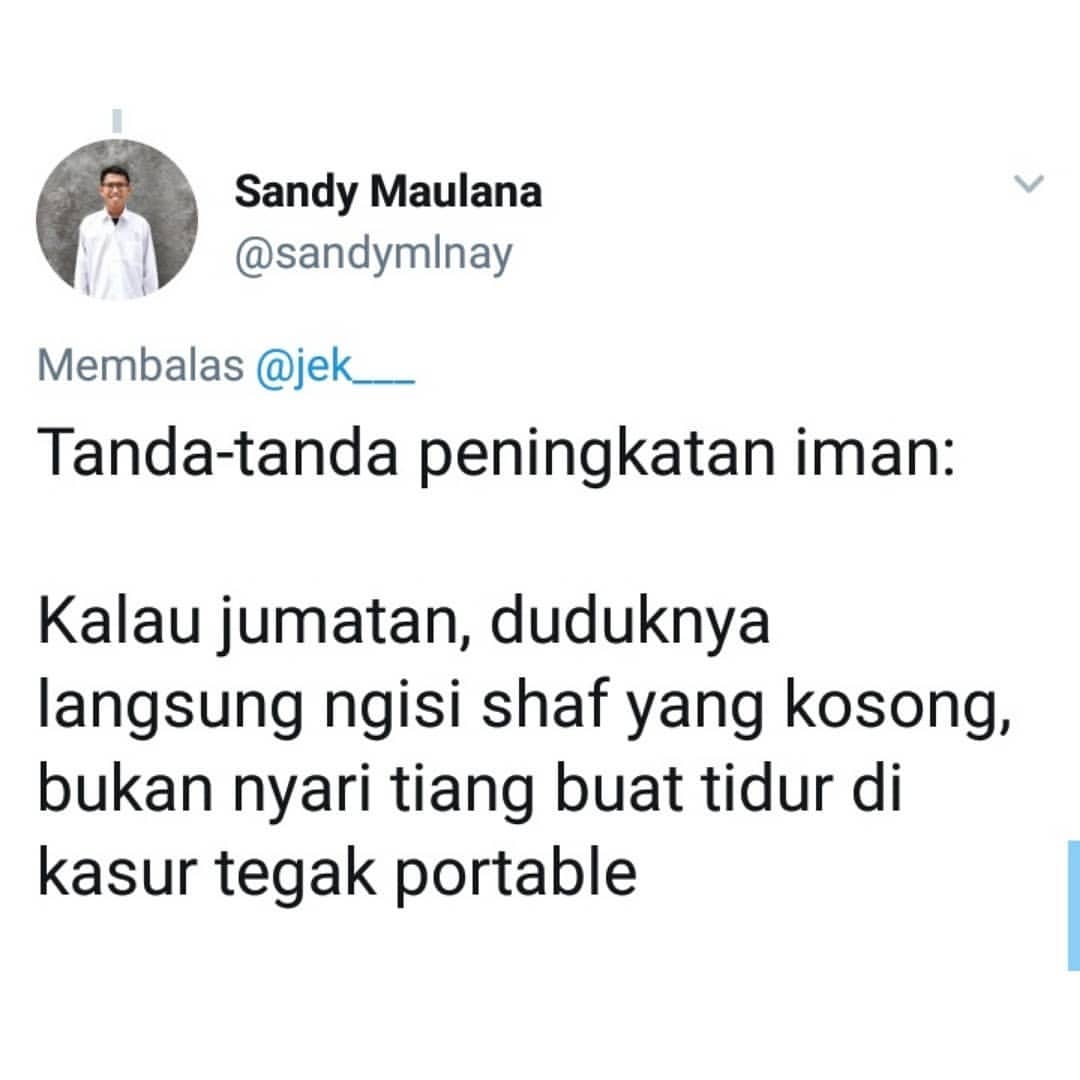 Sandy Maulana
@sandymlnay
Membalas @jek___
Tanda-tanda peningkatan iman:
Kalau jumatan, duduknya
langsung ngisi shaf yang kosong,
bukan nyari tiang buat tidur di
kasur tegak portable